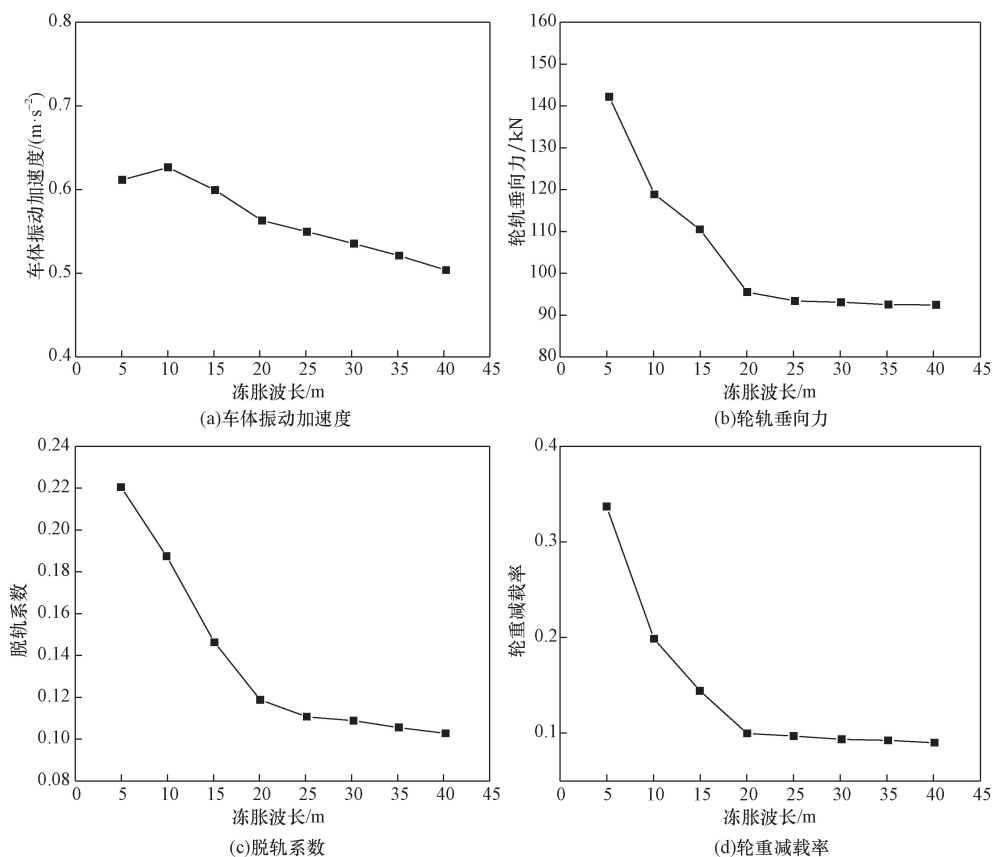 0.8
0.7
0.6
0.5
0.4
车体振动加速度/(m·s⁻²)
0 5 10 15 20 25 30 35 40 45
冻胀波长/m
(a)车体振动加速度
160
150
140
130
120
110
100
90
80
轮轨垂向力/kN
0 5 10 15 20 25 30 35 40 45
冻胀波长/m
(b)轮轨垂向力
0.24
0.22
0.20
0.18
0.16
0.14
0.12
0.10
0.08
脱轨系数
0 5 10 15 20 25 30 35 40 45
冻胀波长/m
(c)脱轨系数
0.4
0.3
0.2
0.1
轮重减载率
0 5 10 15 20 25 30 35 40 45
冻胀波长/m
(d)轮重减载率